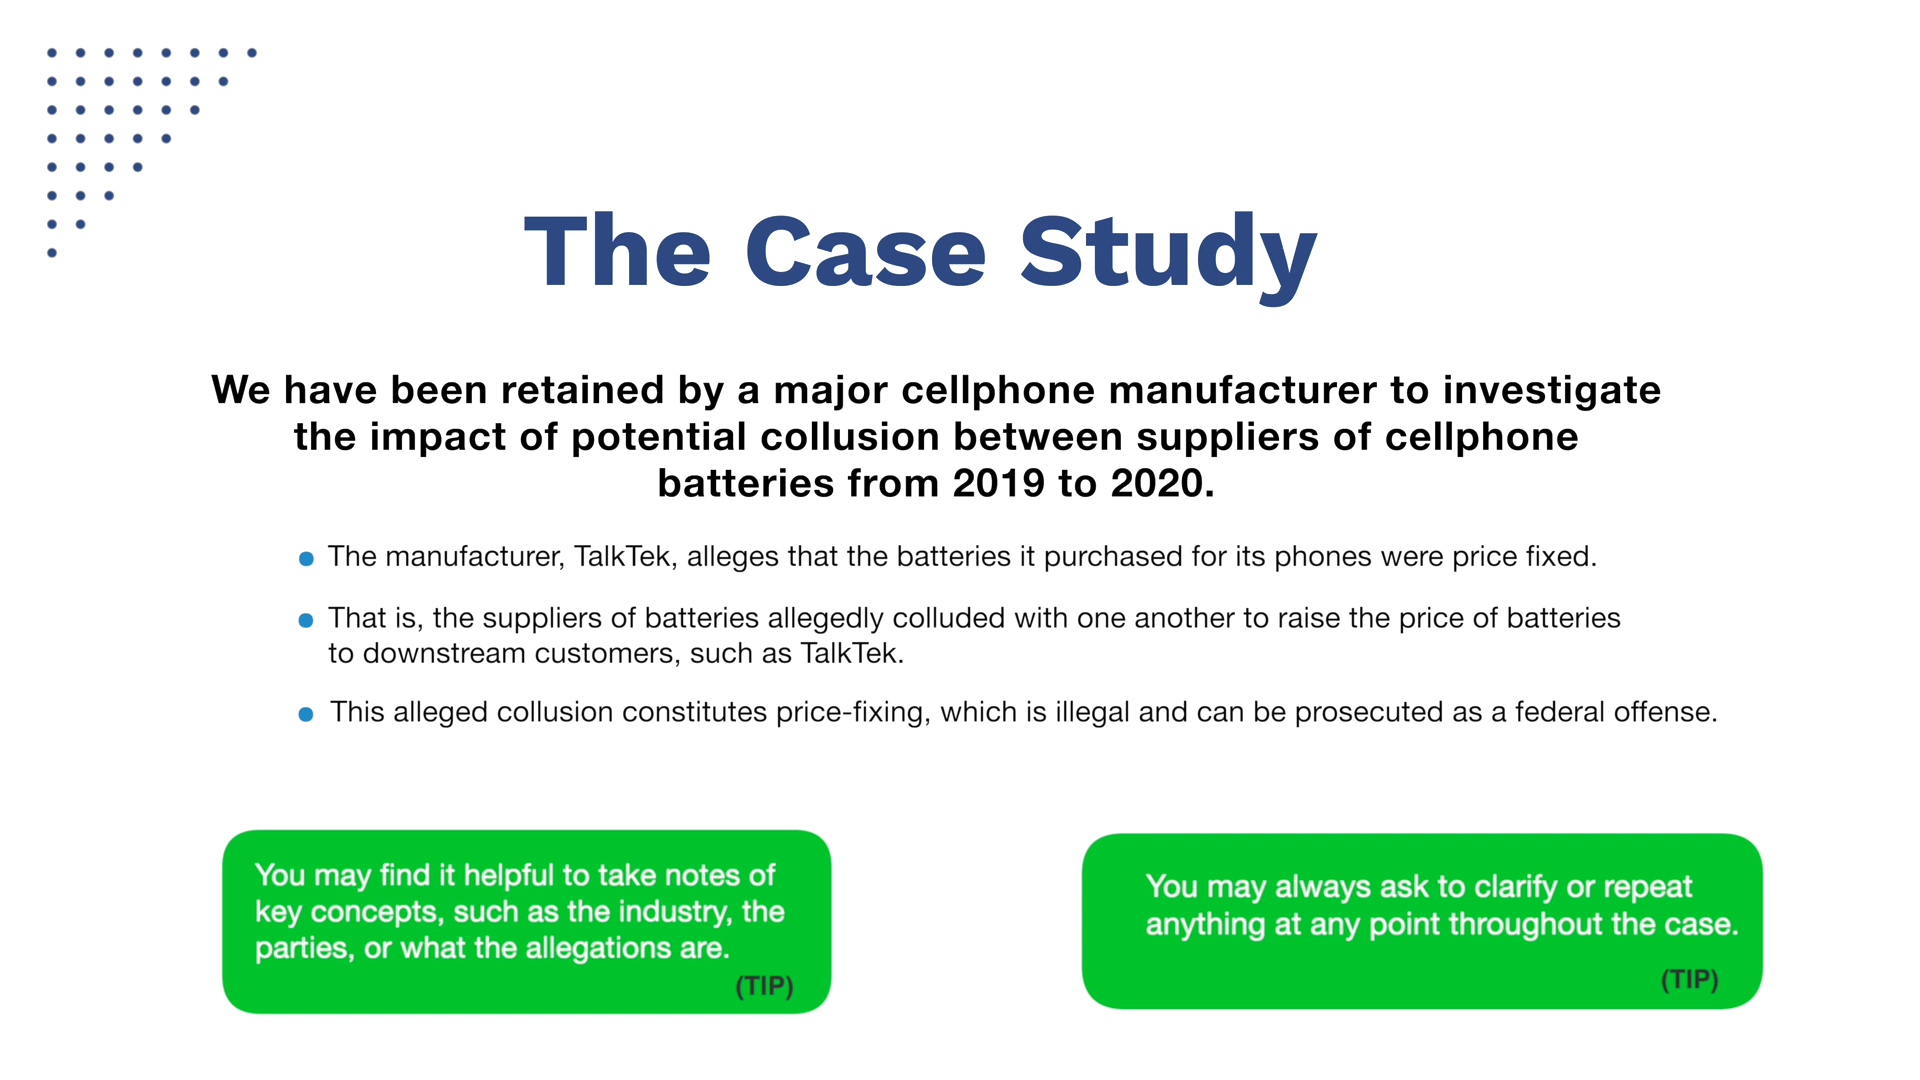 The Case Study
We have been retained by a major cellphone manufacturer to investigate
the impact of potential collusion between suppliers of cellphone
batteries from 2019 to 2020.
The manufacturer, TalkTek, alleges that the batteries it purchased for its phones were price fixed.
That is, the suppliers of batteries allegedly colluded with one another to raise the price of batteries
to downstream customers, such as TalkTek.
This alleged collusion constitutes price-fixing, which is illegal and can be prosecuted as a federal offense.
You may find it helpful to take notes of
key concepts, such as the industry, the
parties, or what the allegations are.
(TIP)
You may always ask to clarify or repeat
anything at any point throughout the case.
(TIP)